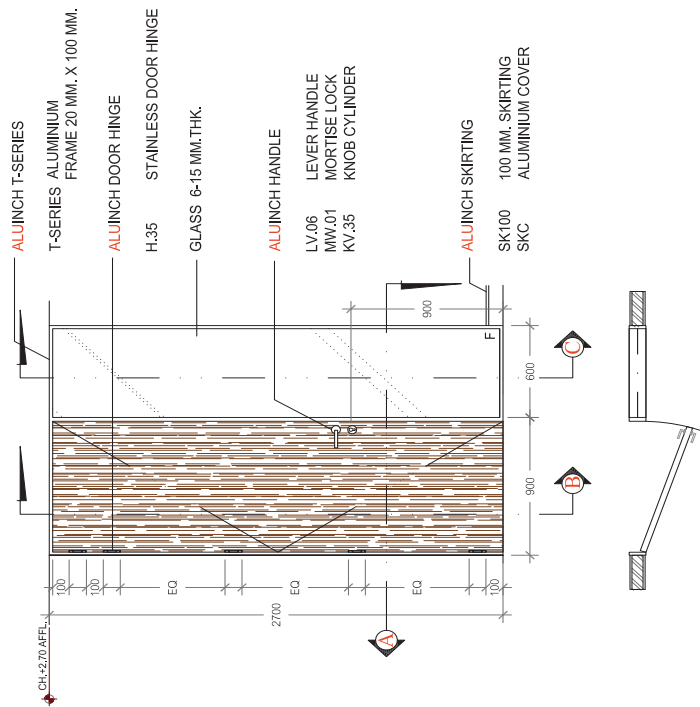 ALUINCH T-SERIES
T-SERIES ALUMINIUM
FRAME 20 MM. X 100 MM.
ALUINCH DOOR HINGE
H.35 STAINLESS DOOR HINGE
GLASS 6-15 MM.THK.
ALUINCH HANDLE
LV.06 LEVER HANDLE
MW.01 MORTISE LOCK
KV.35 KNOB CYLINDER
ALUINCH SKIRTING
SK100 100 MM. SKIRTING
SKC ALUMINIUM COVER
CH.+2.70 AFFL.
100
100
EQ
EQ
EQ
100
2700
900
600
900
F
A
B
C